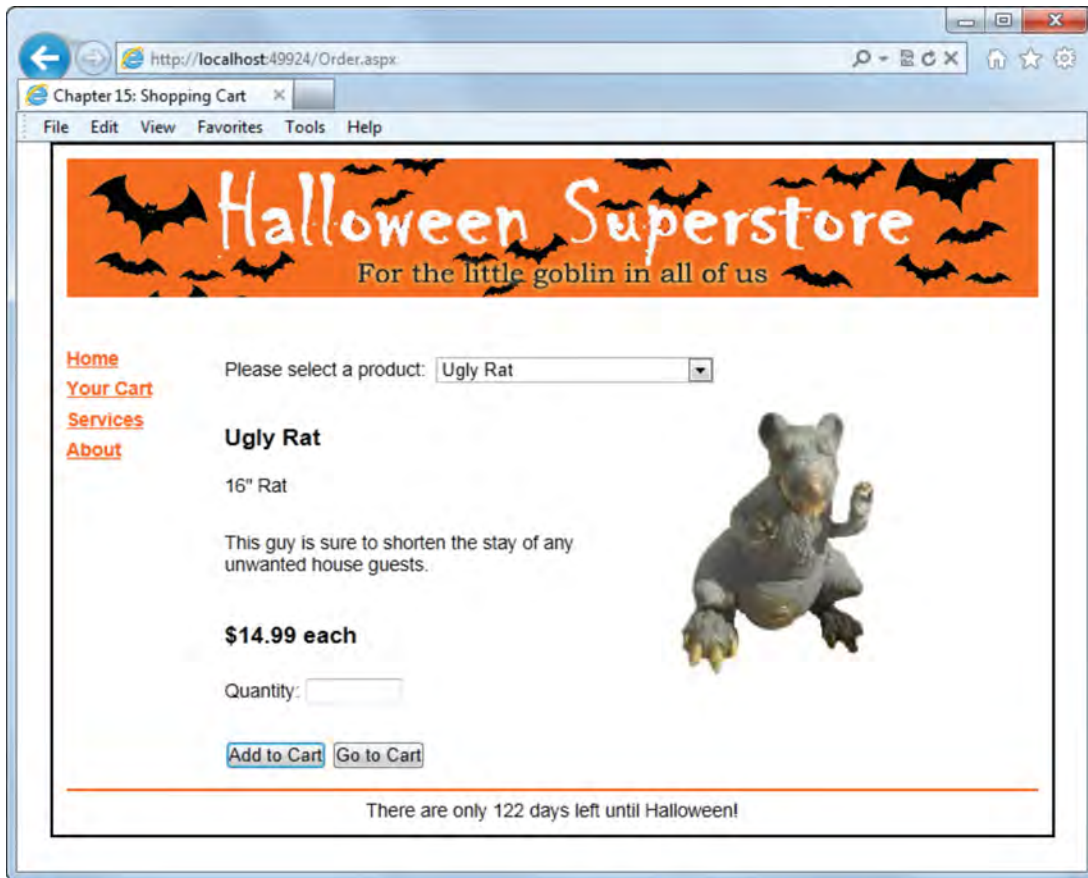 http://localhost:49924/Order.aspx
Chapter 15: Shopping Cart
File Edit View Favorites Tools Help
Halloween Superstore
For the little goblin in all of us
Home
Your Cart
Services
About
Please select a product: Ugly Rat
Ugly Rat
16" Rat
This guy is sure to shorten the stay of any
unwanted house guests.
$14.99 each
Quantity:
Add to Cart Go to Cart
There are only 122 days left until Halloween!